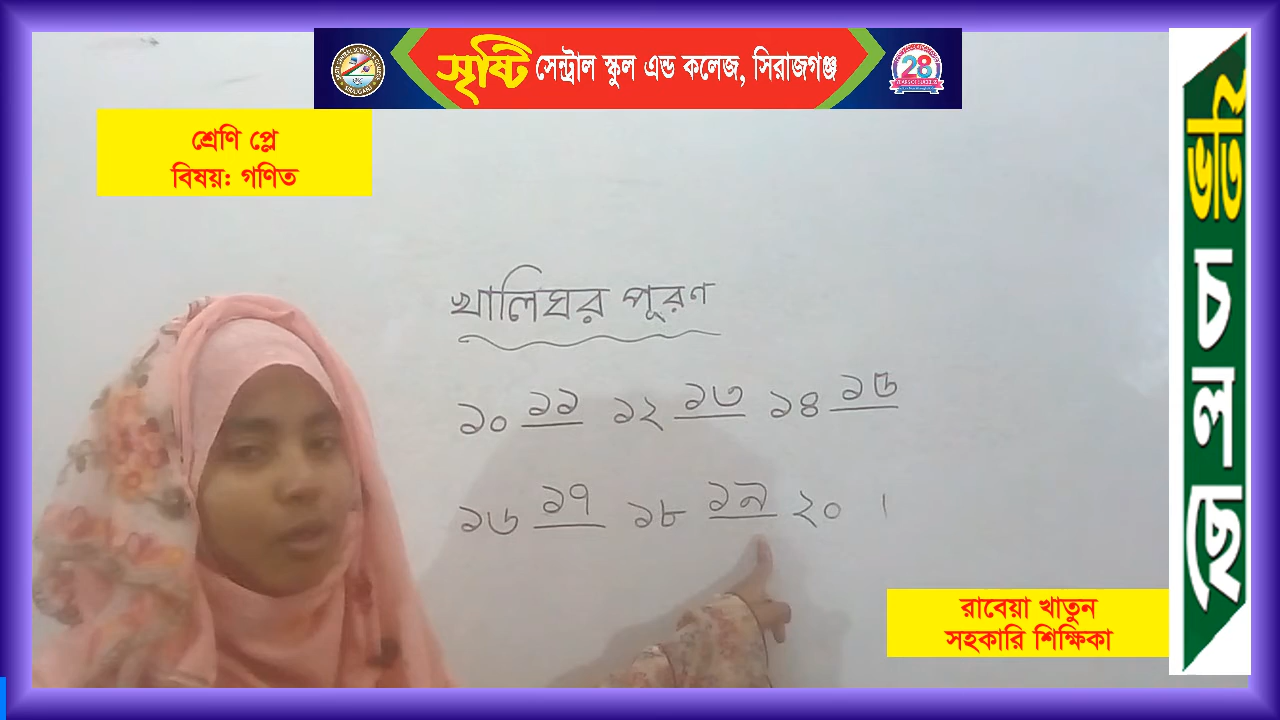 সৃষ্টি সেন্ট্রাল স্কুল এন্ড কলেজ, সিরাজগঞ্জ
28
শ্রেণি প্লে
বিষয়: গণিত
খালিঘর পূরণ
১০ ১১ ১২ ১৩ ১৪ ১৫
১৬ ১৭ ১৮ ১৯ ২০ ।
রাবেয়া খাতুন
সহকারি শিক্ষিকা
ভর্তি চলছে